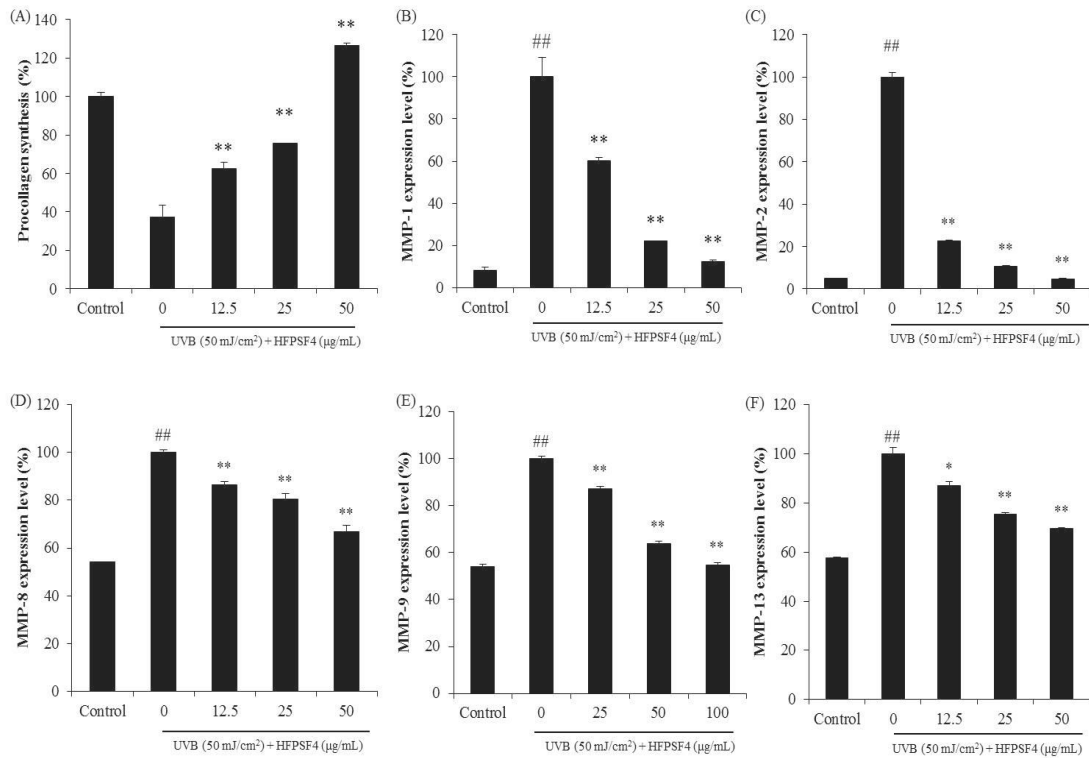 (A)
Procollagen synthesis (%)
140
120
100
80
60
40
20
0
**
**
**
Control 0 12.5 25 50
UVB (50 mJ/cm²) + HFPSF4 (μg/mL)
(B)
MMP-1 expression level (%)
120
100
80
60
40
20
0
##
**
**
**
Control 0 12.5 25 50
UVB (50 mJ/cm²) + HFPSF4 (μg/mL)
(C)
MMP-2 expression level (%)
120
100
80
60
40
20
0
##
**
**
**
Control 0 12.5 25 50
UVB (50 mJ/cm²) + HFPSF4 (μg/mL)
(D)
MMP-8 expression level (%)
120
100
80
60
40
20
0
##
**
**
**
Control 0 12.5 25 50
UVB (50 mJ/cm²) + HFPSF4 (μg/mL)
(E)
MMP-9 expression level (%)
120
100
80
60
40
20
0
##
**
**
**
Control 0 25 50 100
UVB (50 mJ/cm²) + HFPSF4 (μg/mL)
(F)
MMP-13 expression level (%)
120
100
80
60
40
20
0
##
*
**
**
Control 0 12.5 25 50
UVB (50 mJ/cm²) + HFPSF4 (μg/mL)